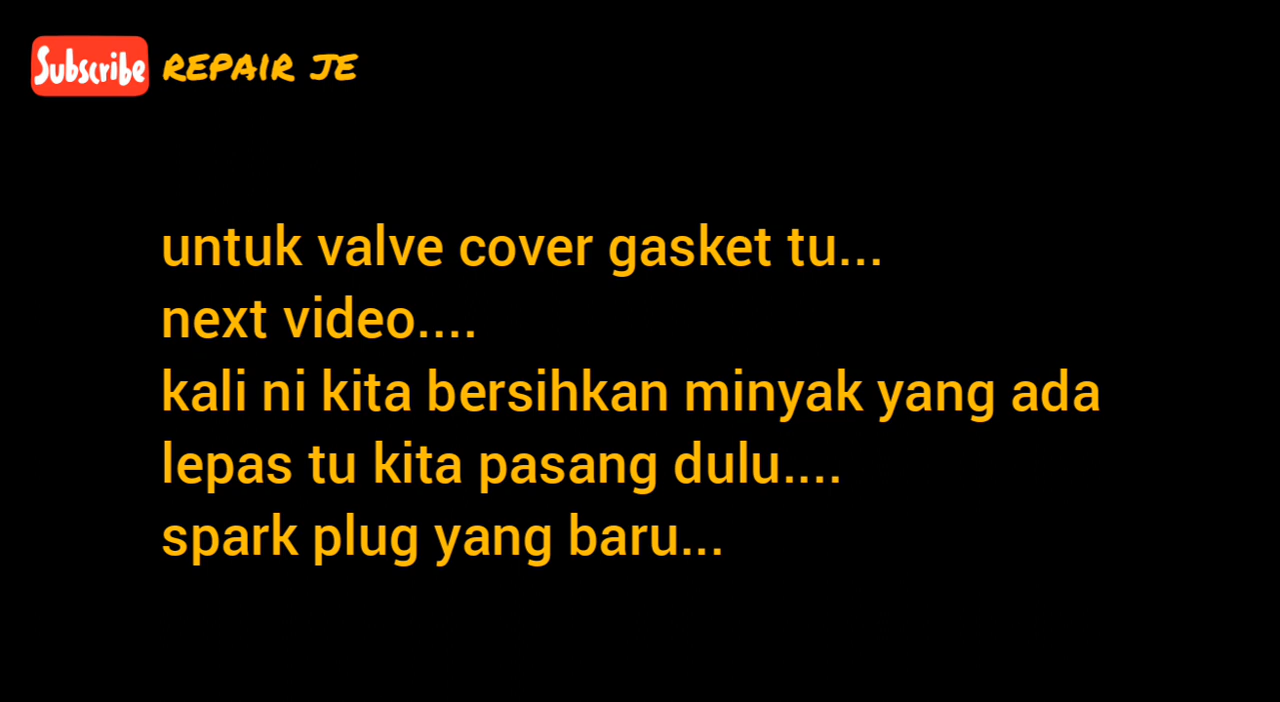 Subscribe REPAIR JE
untuk valve cover gasket tu...
next video....
kali ni kita bersihkan minyak yang ada
lepas tu kita pasang dulu....
spark plug yang baru...